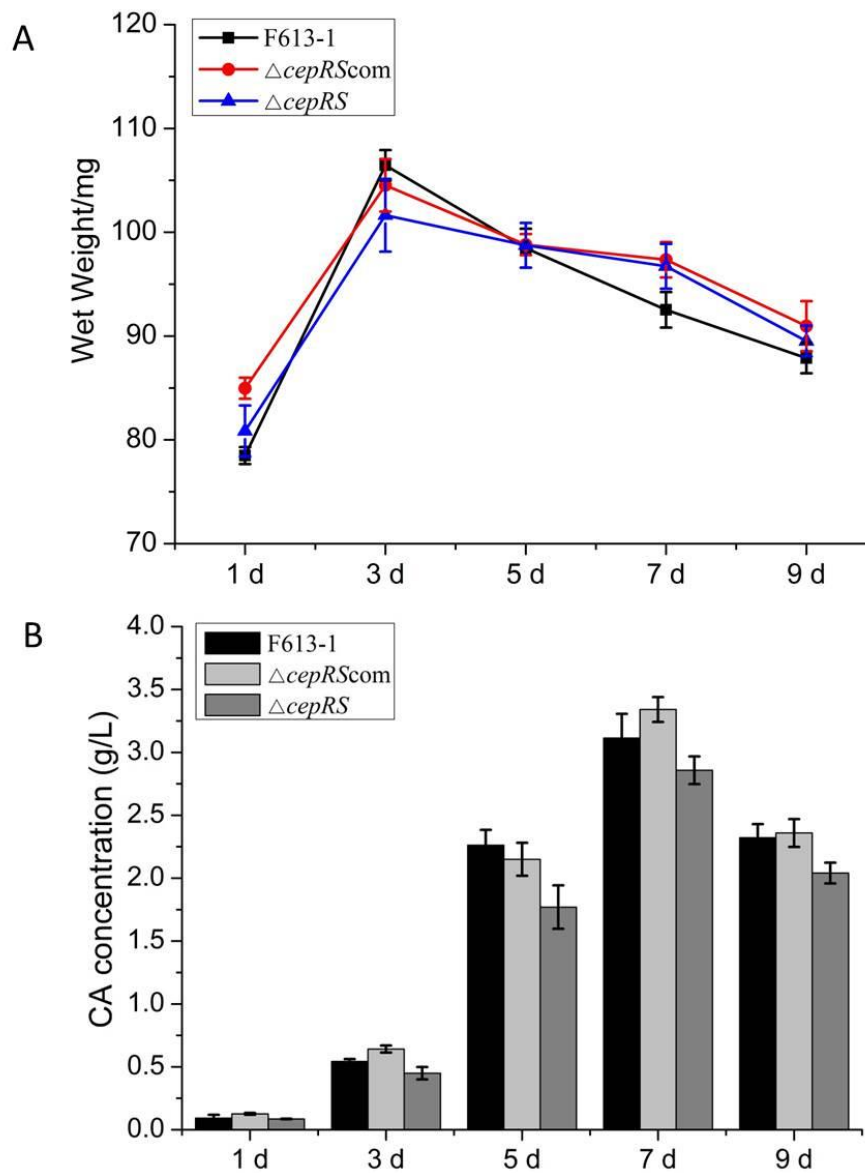 A
F613-1
△cepRScom
△cepRS
Wet Weight/mg
120
110
100
90
80
70
1 d 3 d 5 d 7 d 9 d
B
F613-1
△cepRScom
△cepRS
CA concentration (g/L)
4.0
3.5
3.0
2.5
2.0
1.5
1.0
0.5
0.0
1 d 3 d 5 d 7 d 9 d